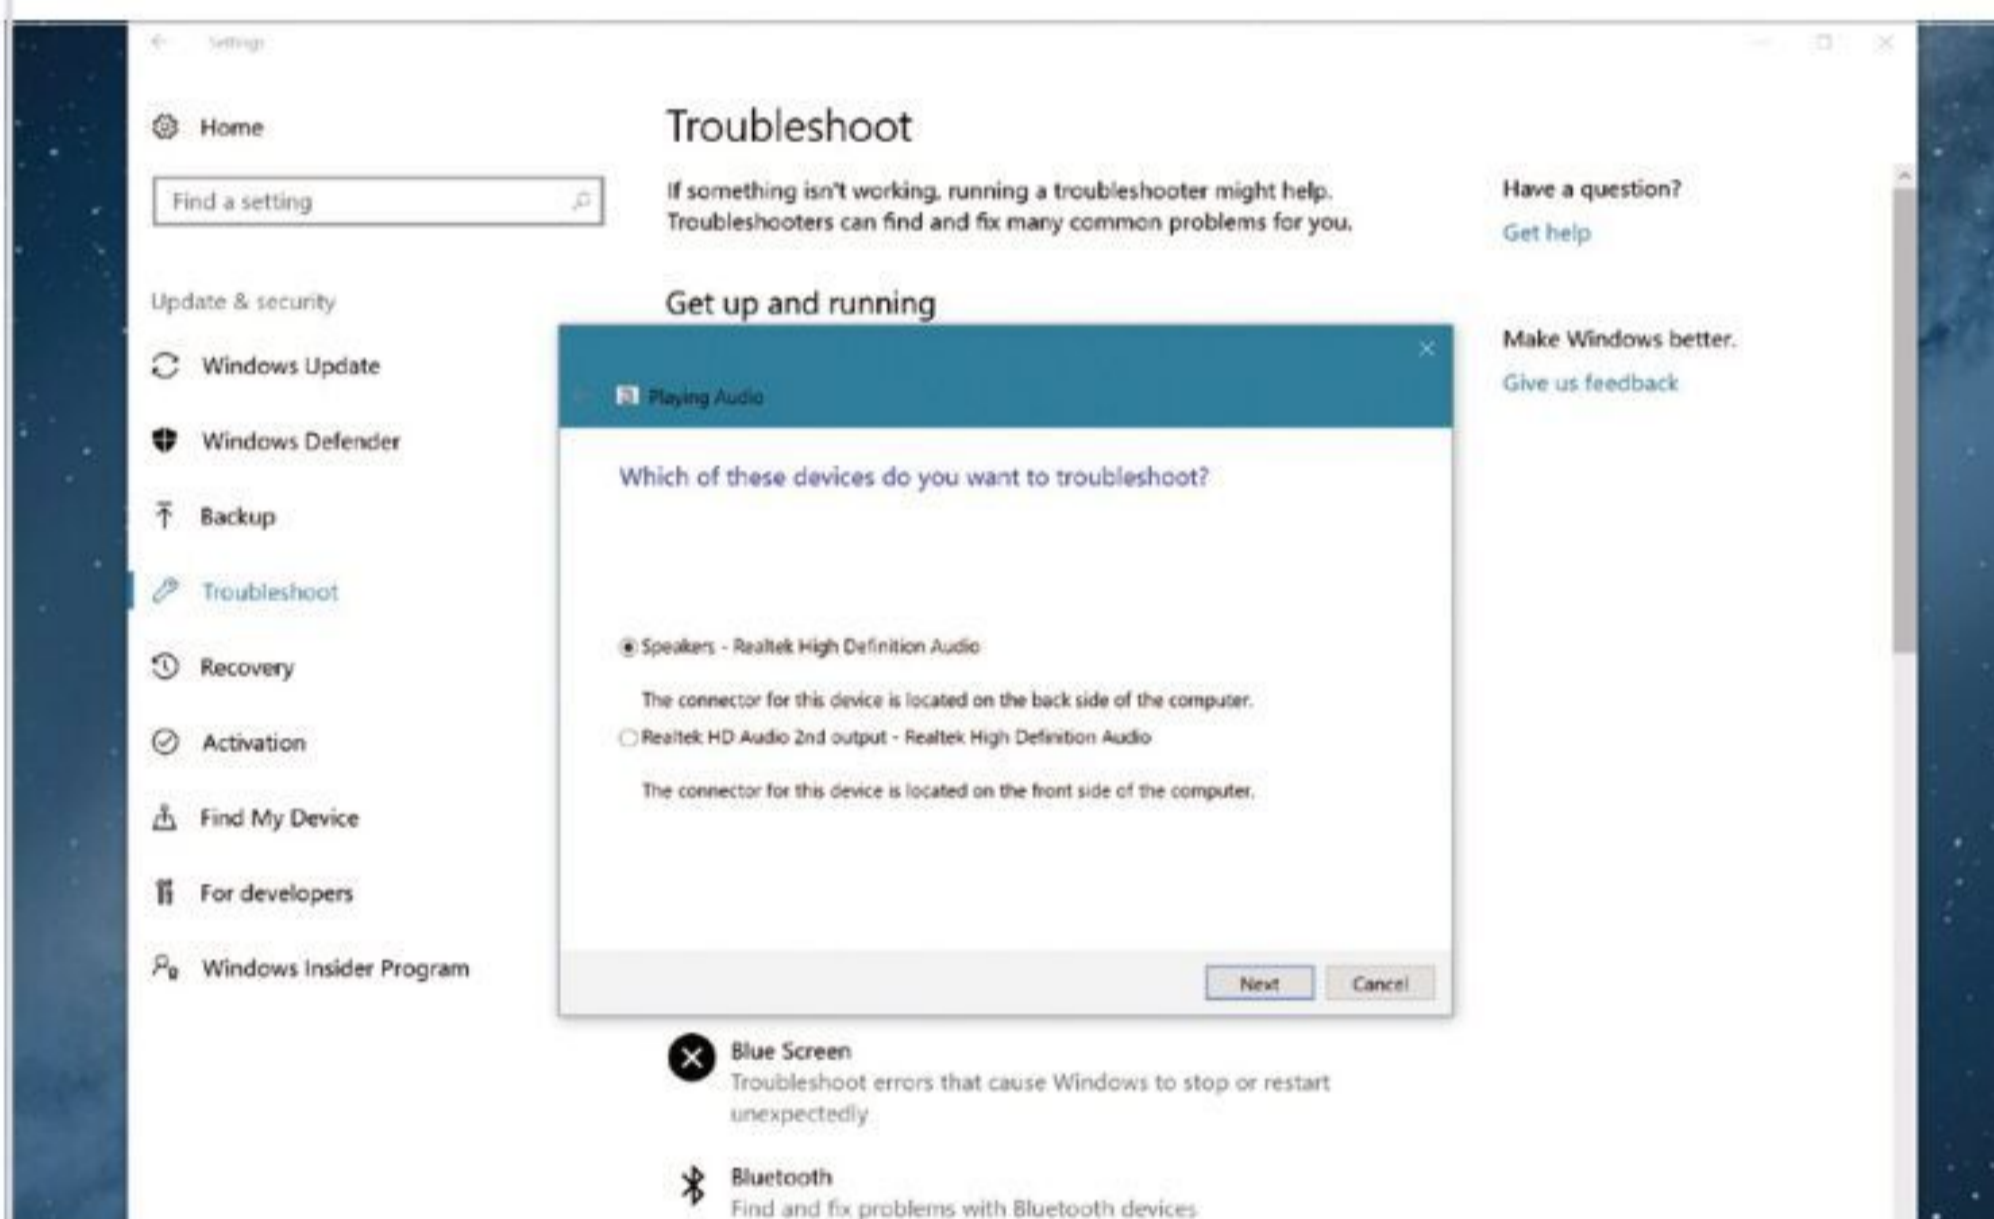 Settings
Home
Find a setting
Update & security
Windows Update
Windows Defender
Backup
Troubleshoot
Recovery
Activation
Find My Device
For developers
Windows Insider Program
Troubleshoot
If something isn't working, running a troubleshooter might help.
Troubleshooters can find and fix many common problems for you.
Get up and running
Playing Audio
Which of these devices do you want to troubleshoot?
Speakers - Realtek High Definition Audio
The connector for this device is located on the back side of the computer.
Realtek HD Audio 2nd output - Realtek High Definition Audio
The connector for this device is located on the front side of the computer.
Next
Cancel
Blue Screen
Troubleshoot errors that cause Windows to stop or restart
unexpectedly
Bluetooth
Find and fix problems with Bluetooth devices
Have a question?
Get help
Make Windows better.
Give us feedback